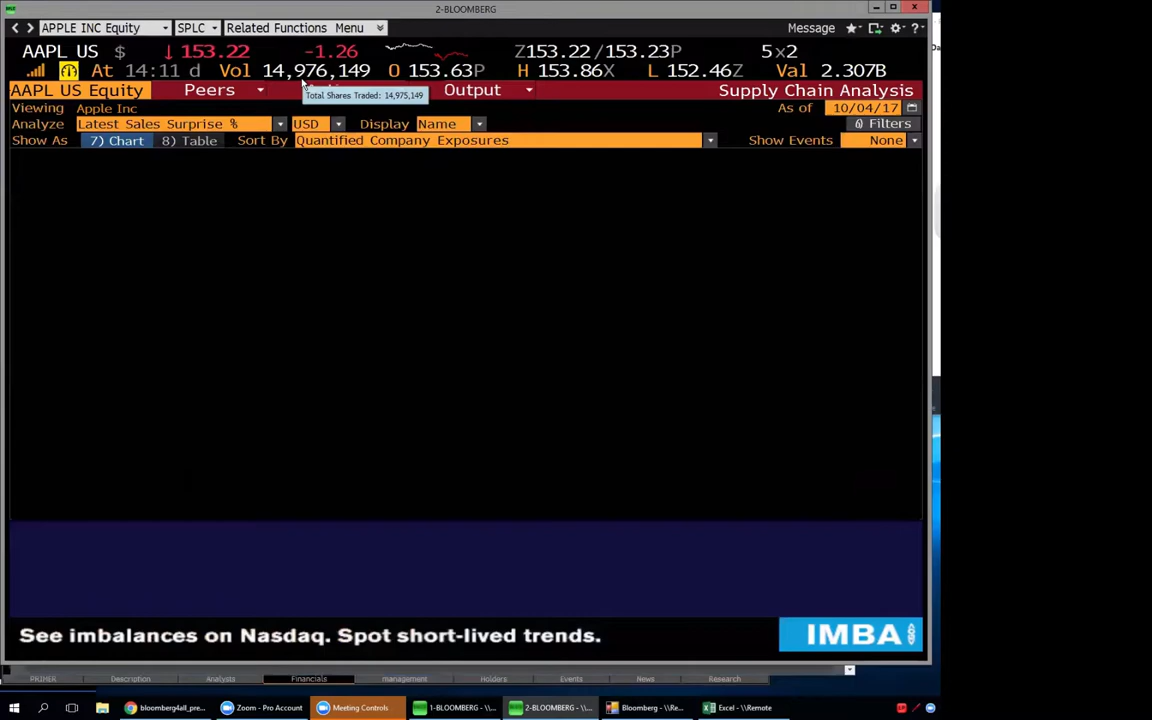 2-BLOOMBERG
APPLE INC Equity SPLC Related Functions Menu Message
AAPL US $ ↓153.22 -1.26 Z153.22/153.23P 5x2
At 14:11 d Vol 14,976,149 O 153.63P H 153.86X L 152.46Z Val 2.307B
AAPL US Equity Peers Output Supply Chain Analysis
Total Shares Traded: 14,975,149
Viewing Apple Inc As of 10/04/17
Analyze Latest Sales Surprise % USD Display Name Filters
Show As 7) Chart 8) Table Sort By Quantified Company Exposures Show Events None
See imbalances on Nasdaq. Spot short-lived trends. IMBA
PRIMER Description Analysts Financials management Holders Events News Research
bloomberg4all_pre... Zoom - Pro Account Meeting Controls 1-BLOOMBERG - \\... 2-BLOOMBERG - \\... Bloomberg - \\Re... Excel - \\Remote